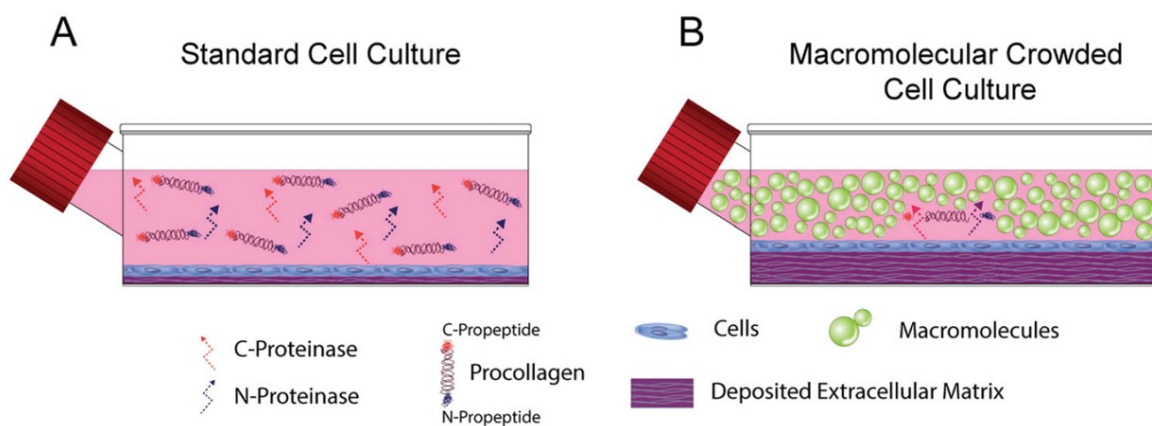 A
Standard Cell Culture
B
Macromolecular Crowded
Cell Culture
C-Proteinase
N-Proteinase
C-Propeptide
Procollagen
N-Propeptide
Cells
Macromolecules
Deposited Extracellular Matrix